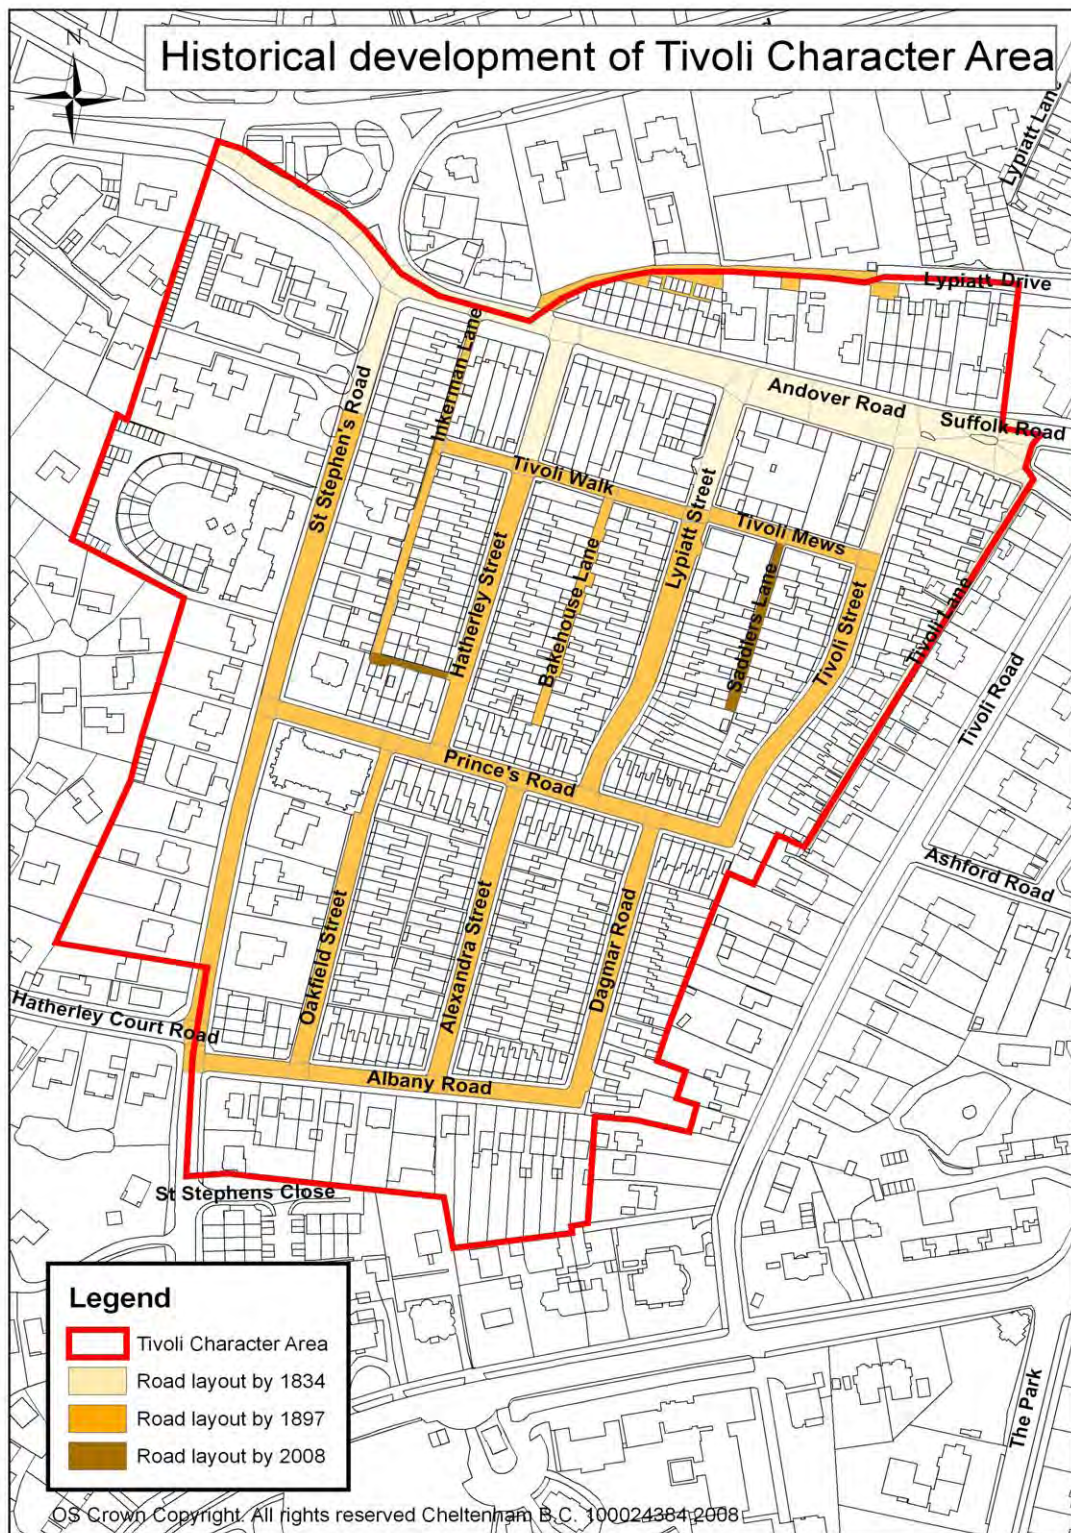 Historical development of Tivoli Character Area
N
Lypiatt Lane
Lypiatt Drive
Andover Road
Suffolk Road
Inkerman Lane
St Stephen's Road
Tivoli Walk
Lypiatt Street
Tivoli Mews
Hatherley Street
Bakehouse Lane
Saddlers Lane
Tivoli Street
Tivoli Lane
Tivoli Road
Prince's Road
Ashford Road
Oakfield Street
Alexandra Street
Dagmar Road
Hatherley Court Road
Albany Road
St Stephens Close
The Park
Legend
Tivoli Character Area
Road layout by 1834
Road layout by 1897
Road layout by 2008
OS Crown Copyright. All rights reserved Cheltenham B.C. 100024384 2008